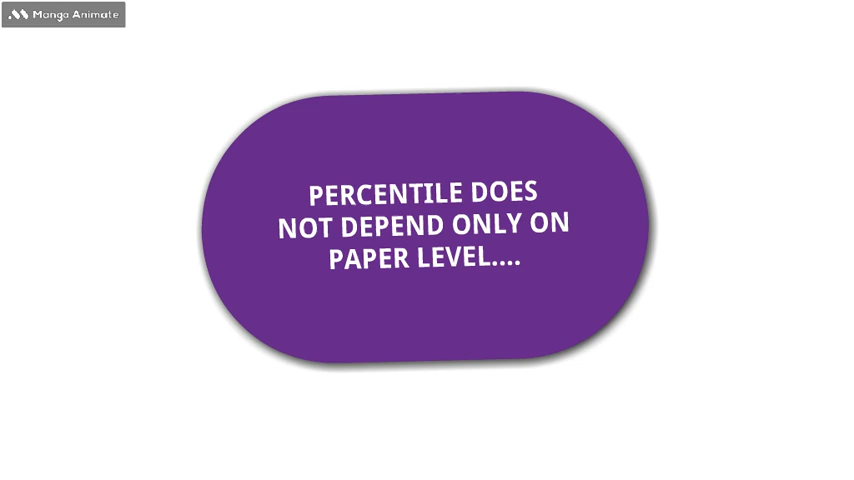 Mango Animate
PERCENTILE DOES
NOT DEPEND ONLY ON
PAPER LEVEL....